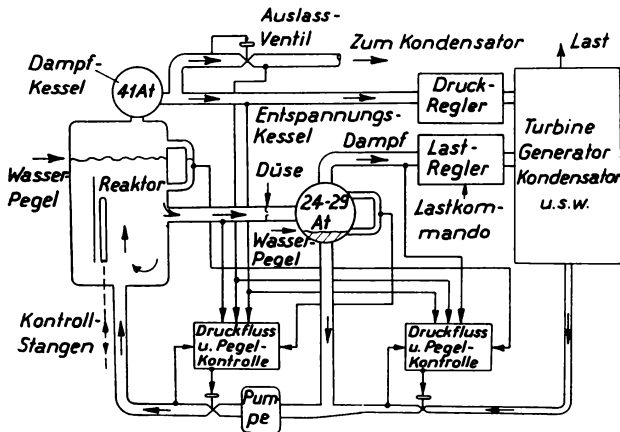 Auslass-
Ventil
Zum Kondensator
Last
Dampf-
Kessel
41At
Druck-
Regler
Entspannungs-
Kessel
Dampf
Last-
Regler
Turbine
Generator
Kondensator
u.s.w.
Wasser-
Pegel
Reaktor
Düse
24-29
At
Wasser-
Pegel
Lastkom-
mando
Kontroll-
Stangen
Druckfluss
u. Pegel-
Kontrolle
Druckfluss
u. Pegel-
Kontrolle
Pum-
pe